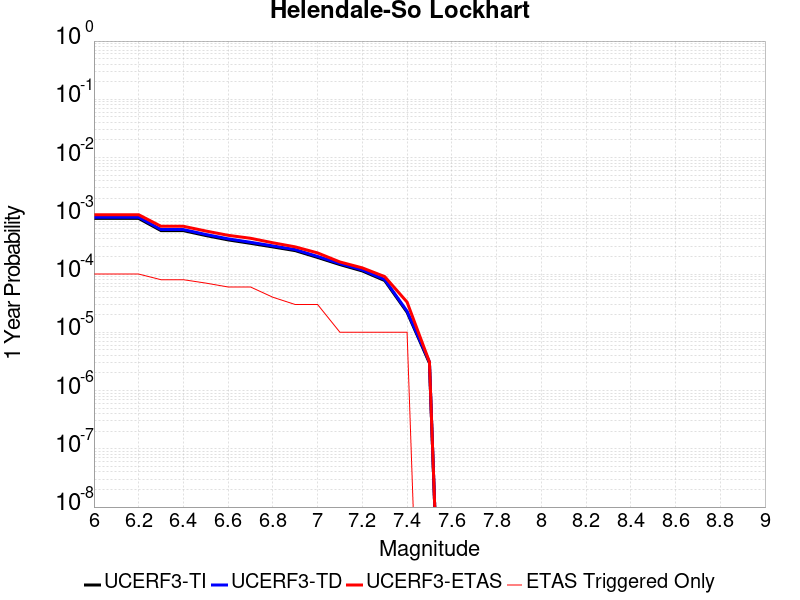 Helendale-So Lockhart
10^0
10^-1
10^-2
10^-3
10^-4
10^-5
10^-6
10^-7
10^-8
1 Year Probability
6 6.2 6.4 6.6 6.8 7 7.2 7.4 7.6 7.8 8 8.2 8.4 8.6 8.8 9
Magnitude
UCERF3-TI UCERF3-TD UCERF3-ETAS ETAS Triggered Only